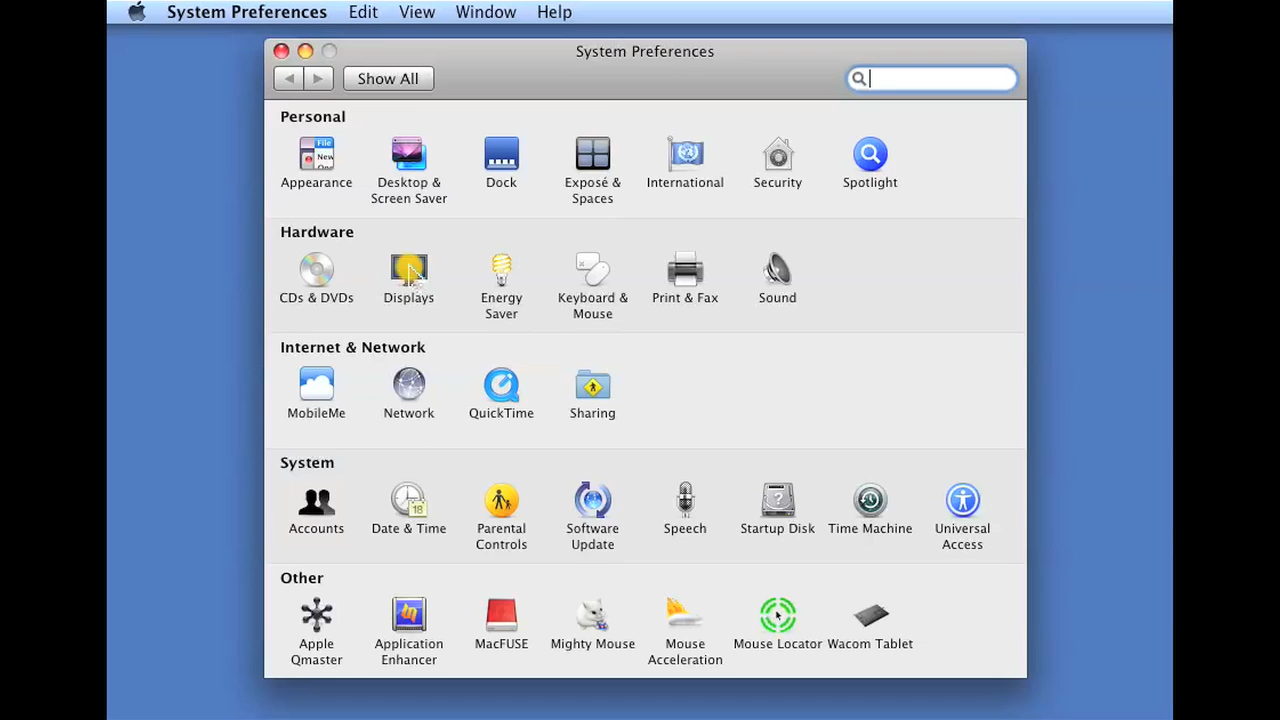 System Preferences Edit View Window Help
System Preferences
Show All
Personal
Appearance Desktop & Screen Saver Dock Exposé & Spaces International Security Spotlight
Hardware
CDs & DVDs Displays Energy Saver Keyboard & Mouse Print & Fax Sound
Internet & Network
MobileMe Network QuickTime Sharing
System
Accounts Date & Time Parental Controls Software Update Speech Startup Disk Time Machine Universal Access
Other
Apple Qmaster Application Enhancer MacFUSE Mighty Mouse Mouse Acceleration Mouse Locator Wacom Tablet